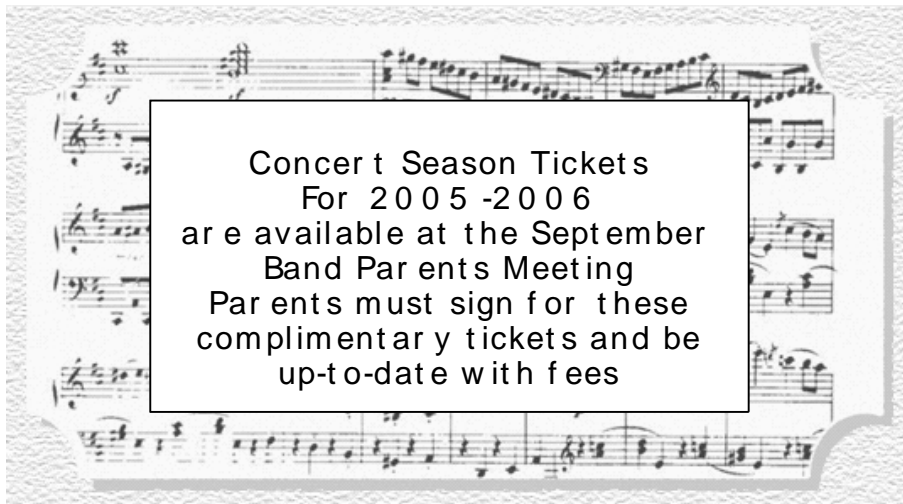 Concert Season Tickets
For 2005-2006
are available at the September
Band Parents Meeting
Parents must sign for these
complimentary tickets and be
up-to-date with fees